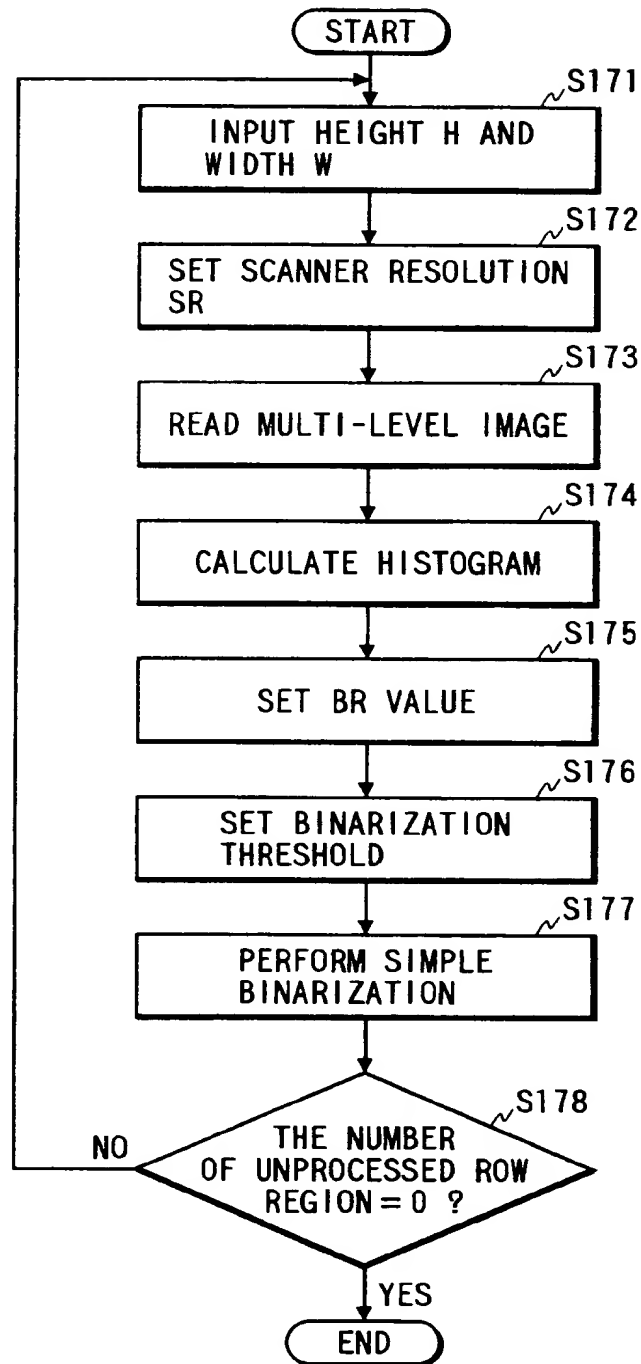 START
S171
INPUT HEIGHT H AND
WIDTH W
S172
SET SCANNER RESOLUTION
SR
S173
READ MULTI-LEVEL IMAGE
S174
CALCULATE HISTOGRAM
S175
SET BR VALUE
S176
SET BINARIZATION
THRESHOLD
S177
PERFORM SIMPLE
BINARIZATION
S178
NO
THE NUMBER
OF UNPROCESSED ROW
REGION = 0 ?
YES
END